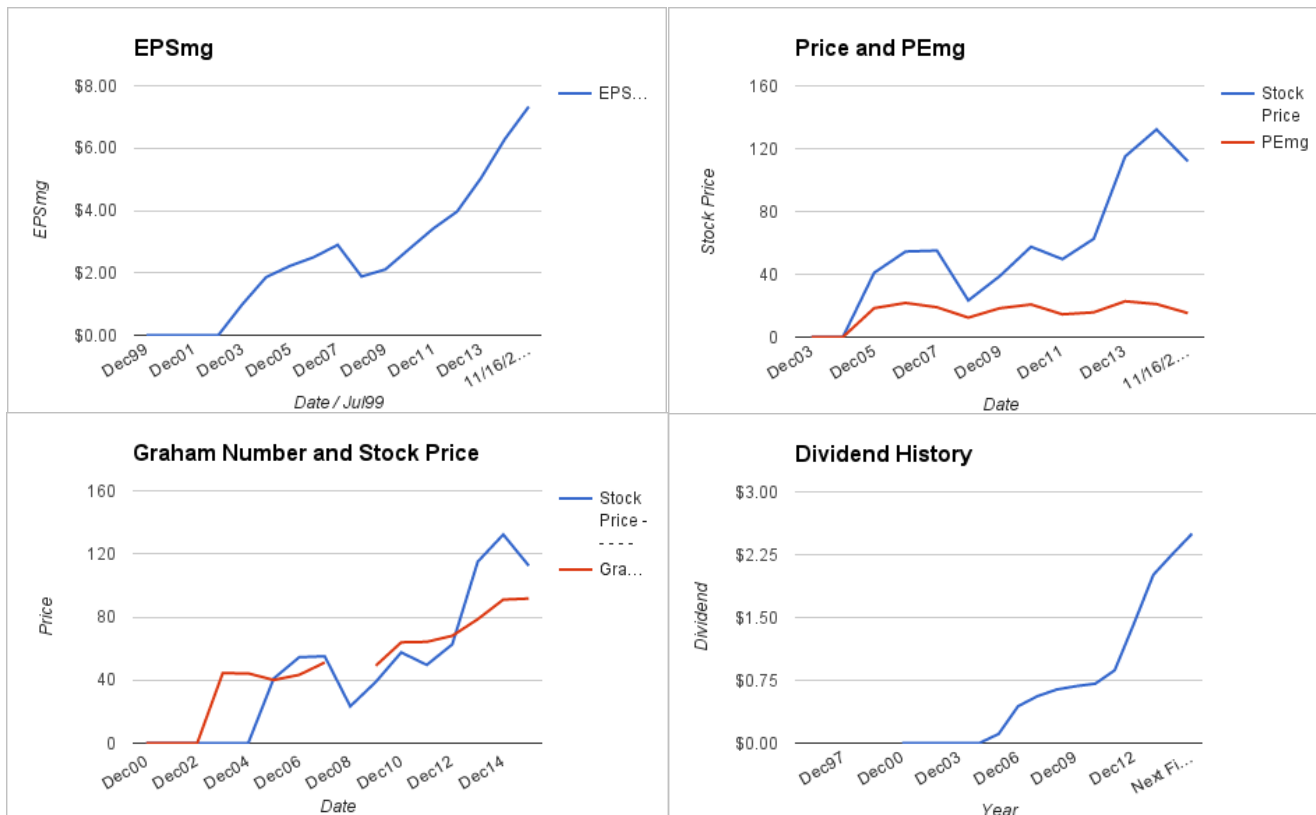 EPSmg
$8.00
$6.00
$4.00
$2.00
$0.00
EPSmg
Dec99
Dec01
Dec03
Dec05
Dec07
Dec09
Dec11
Dec13
11/16/2...
Date / Jul99
EPS...
Price and PEmg
160
120
80
40
0
Stock Price
Dec03
Dec05
Dec07
Dec09
Dec11
Dec13
11/16/2...
Date
Stock
Price
PEmg
Graham Number and Stock Price
160
120
80
40
0
Price
Dec00
Dec02
Dec04
Dec06
Dec08
Dec10
Dec12
Dec14
Date
Stock
Price -
- - - -
Gra...
Dividend History
$3.00
$2.25
$1.50
$0.75
$0.00
Dividend
Dec97
Dec00
Dec03
Dec06
Dec09
Dec12
Next Fi...
Year